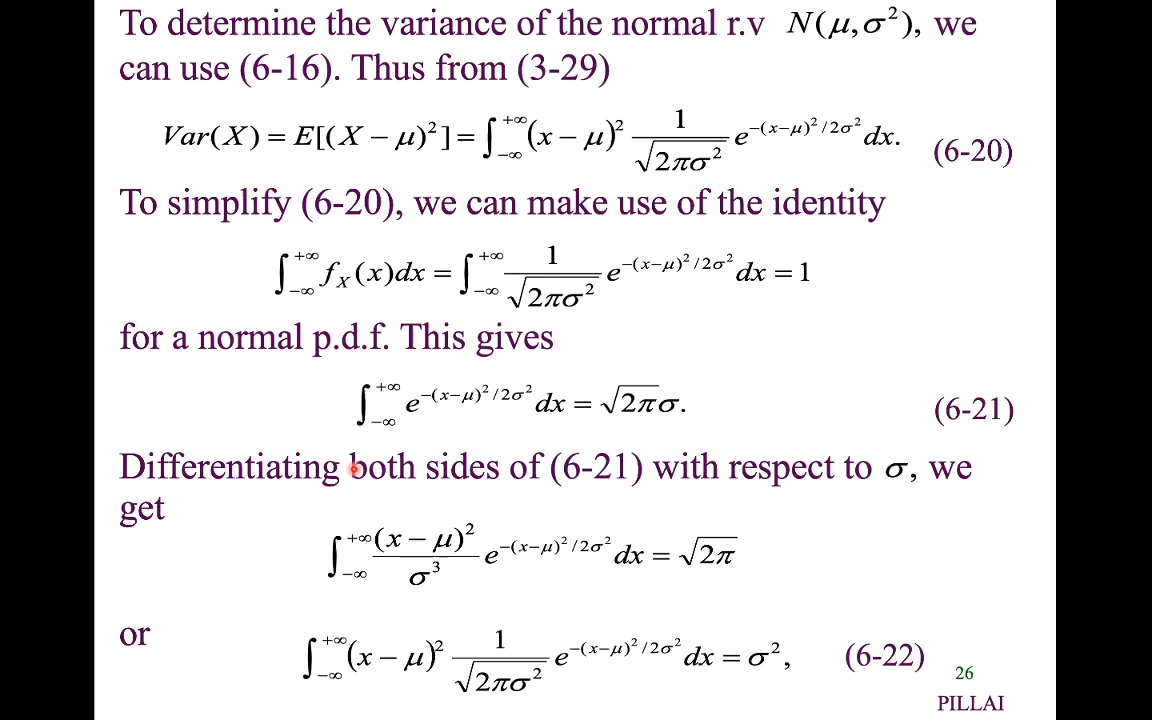 To determine the variance of the normal r.v N(μ,σ²), we
can use (6-16). Thus from (3-29)
Var(X) = E[(X − μ)²] = ∫_{−∞}^{+∞} (x − μ)² \frac{1}{√(2πσ²)} e^{−(x−μ)²/2σ²} dx. (6-20)
To simplify (6-20), we can make use of the identity
∫_{−∞}^{+∞} f_X(x)dx = ∫_{−∞}^{+∞} \frac{1}{√(2πσ²)} e^{−(x−μ)²/2σ²} dx = 1
for a normal p.d.f. This gives
∫_{−∞}^{+∞} e^{−(x−μ)²/2σ²} dx = √(2π)σ. (6-21)
Differentiating both sides of (6-21) with respect to σ, we
get
∫_{−∞}^{+∞} \frac{(x − μ)²}{σ³} e^{−(x−μ)²/2σ²} dx = √(2π)
or ∫_{−∞}^{+∞} (x − μ)² \frac{1}{√(2πσ²)} e^{−(x−μ)²/2σ²} dx = σ², (6-22)
26
PILLAI